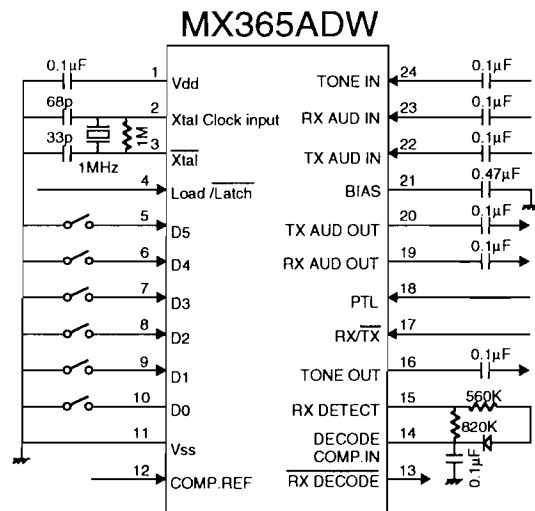 MX365ADW
0.1µF 1 Vdd
68p 2 Xtal Clock input
1M
33p 3 Xtal
1MHz
4 Load /Latch
5 D5
6 D4
7 D3
8 D2
9 D1
10 D0
11 Vss
12 COMP.REF
TONE IN 24 0.1µF
RX AUD IN 23 0.1µF
TX AUD IN 22 0.1µF
BIAS 21 0.47µF
TX AUD OUT 20 0.1µF
RX AUD OUT 19 0.1µF
PTL 18
RX/TX 17
TONE OUT 16 0.1µF
RX DETECT 15 560K
820K
DECODE 14
COMP.IN
0.1µF
RX DECODE 13